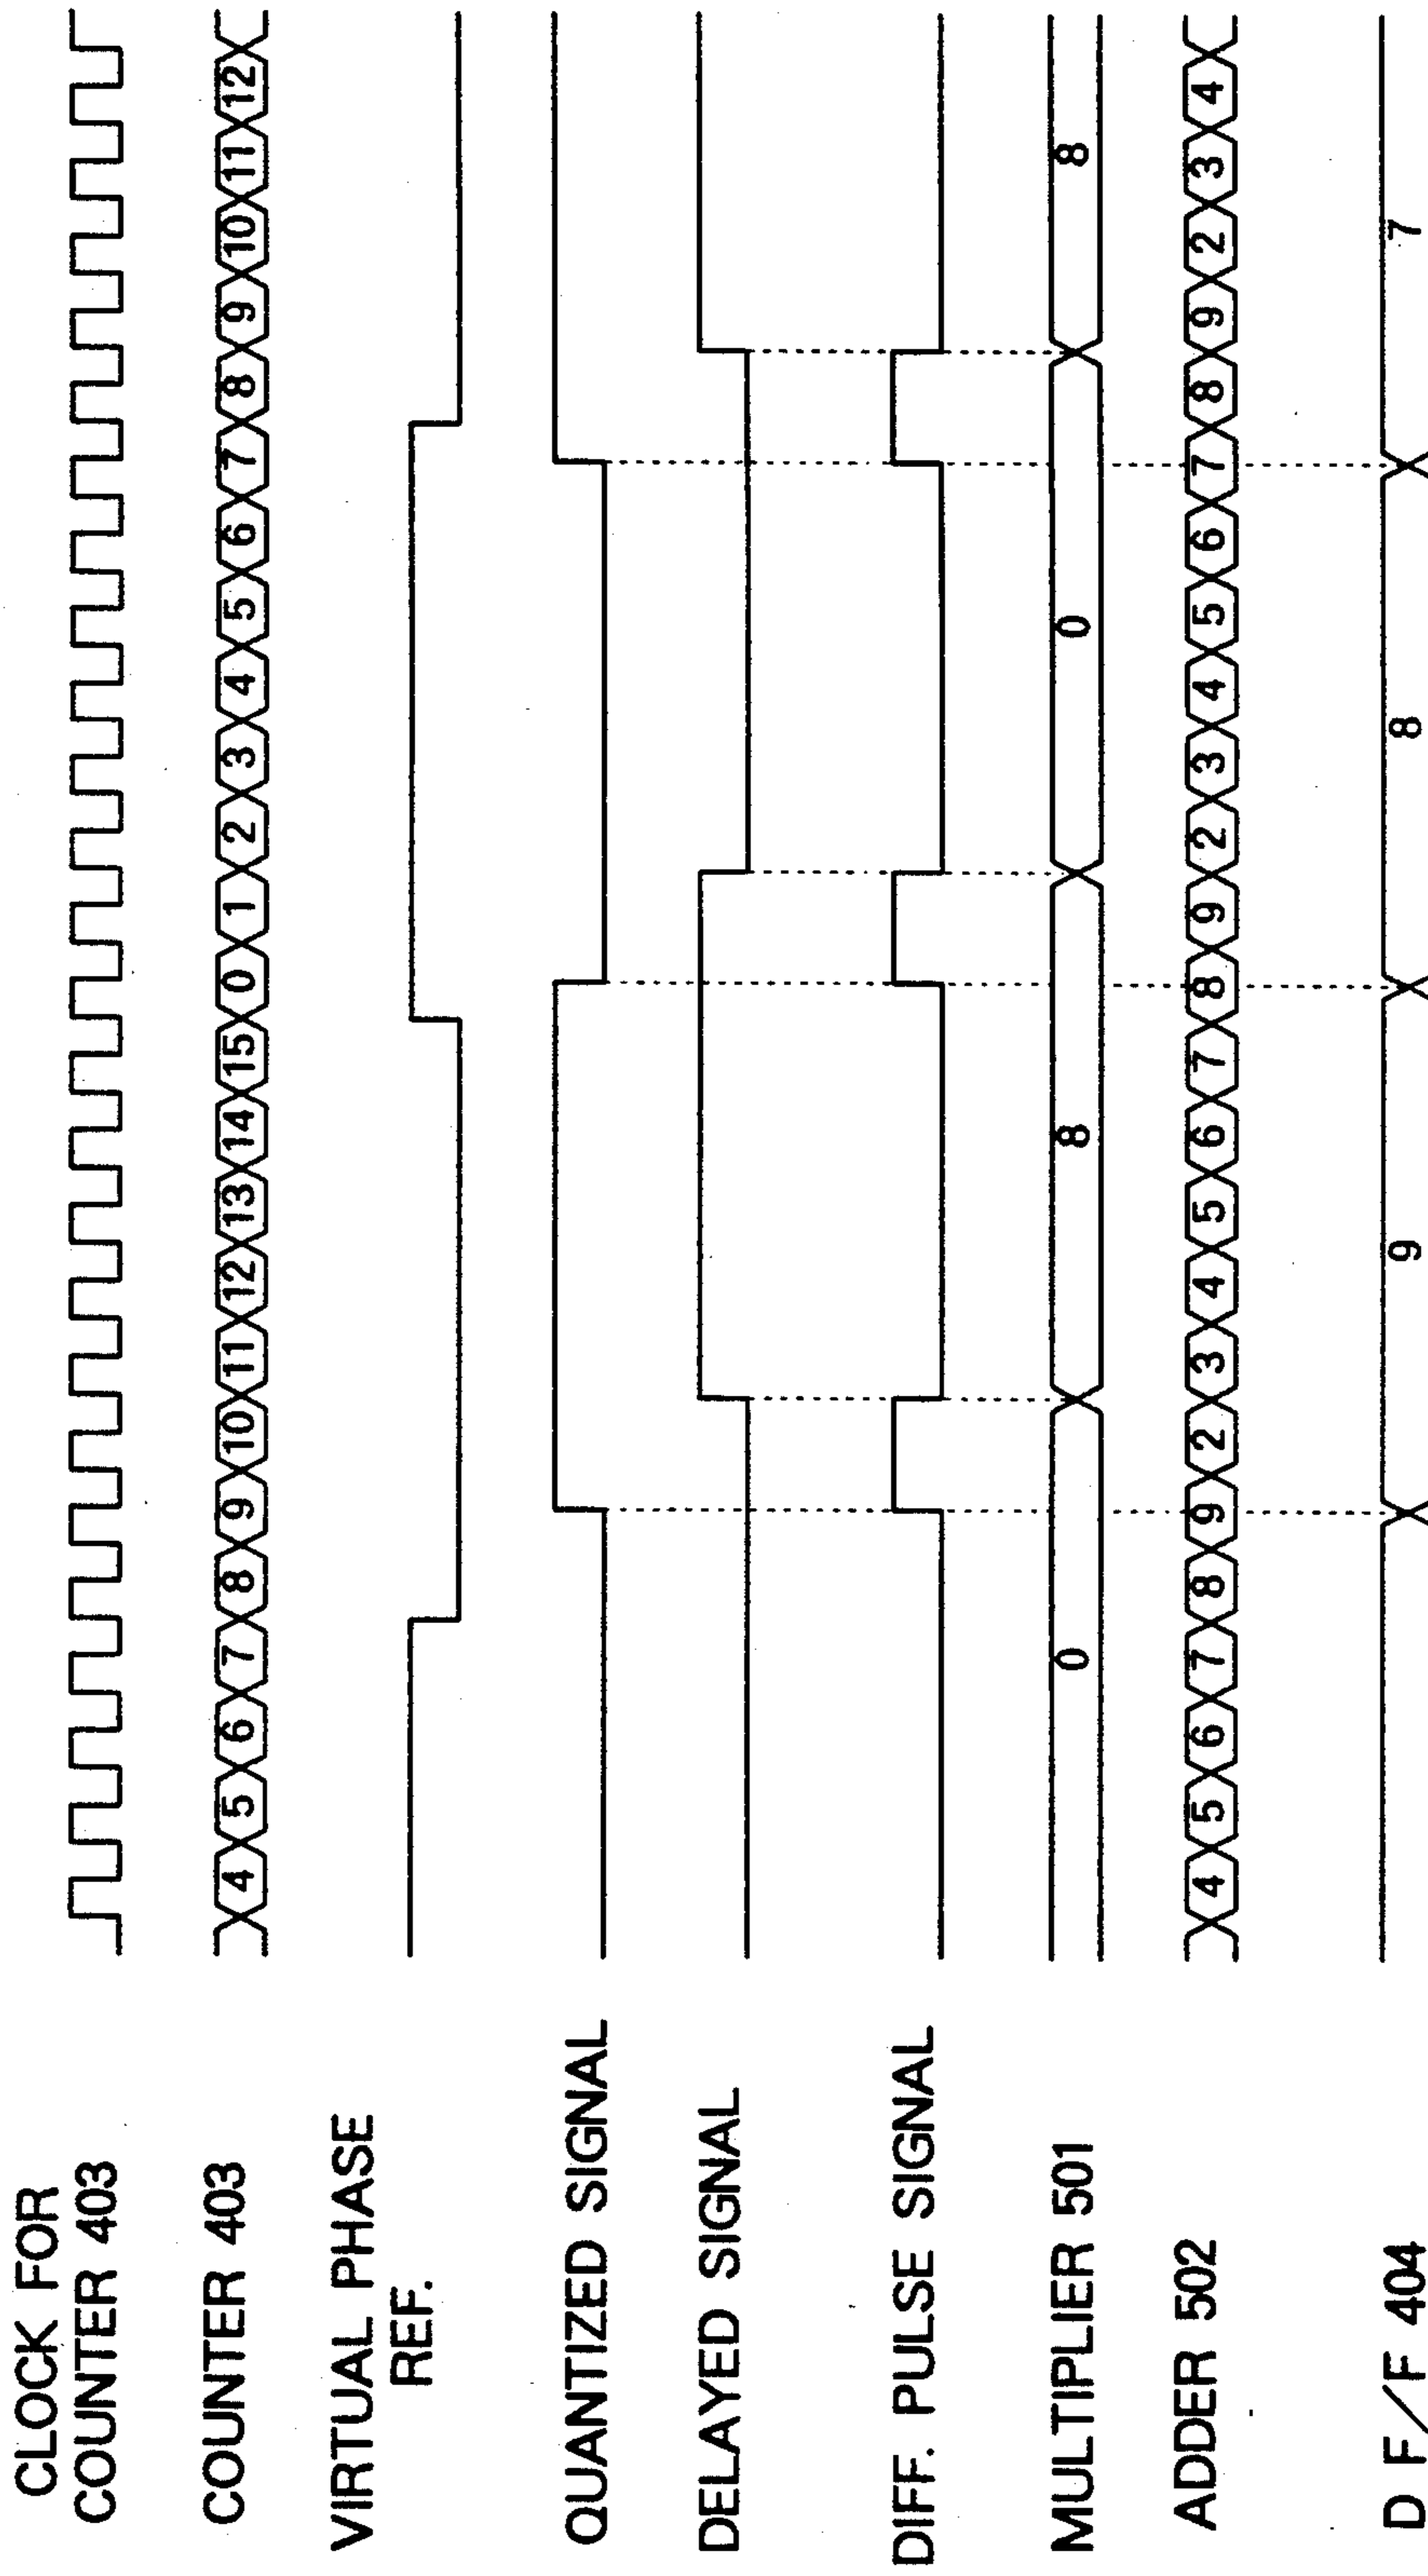 CLOCK FOR
COUNTER 403
COUNTER 403 4 5 6 7 8 9 10 11 12 13 14 15 0 1 2 3 4 5 6 7 8 9 10 11 12
VIRTUAL PHASE
REF.
QUANTIZED SIGNAL
DELAYED SIGNAL
DIFF. PULSE SIGNAL
MULTIPLIER 501 0 8 0 8
ADDER 502 4 5 6 7 8 9 2 3 4 5 6 7 8 9 2 3 4 5 6 7 8 9 2 3 4
D F/F 404 9 8 7